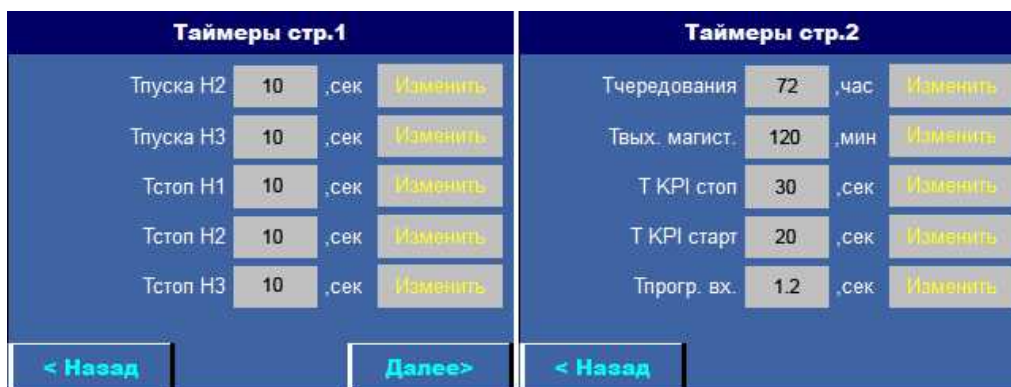 Таймеры стр.1
Тпуска Н2 10 ,сек Изменить
Тпуска Н3 10 ,сек Изменить
Тстоп Н1 10 ,сек Изменить
Тстоп Н2 10 ,сек Изменить
Тстоп Н3 10 ,сек Изменить
< Назад Далее>
Таймеры стр.2
Тчередования 72 ,час Изменить
Твых. магист. 120 ,мин Изменить
Т KPI стоп 30 ,сек Изменить
Т KPI старт 20 ,сек Изменить
Тпрогр. вх. 1.2 ,сек Изменить
< Назад